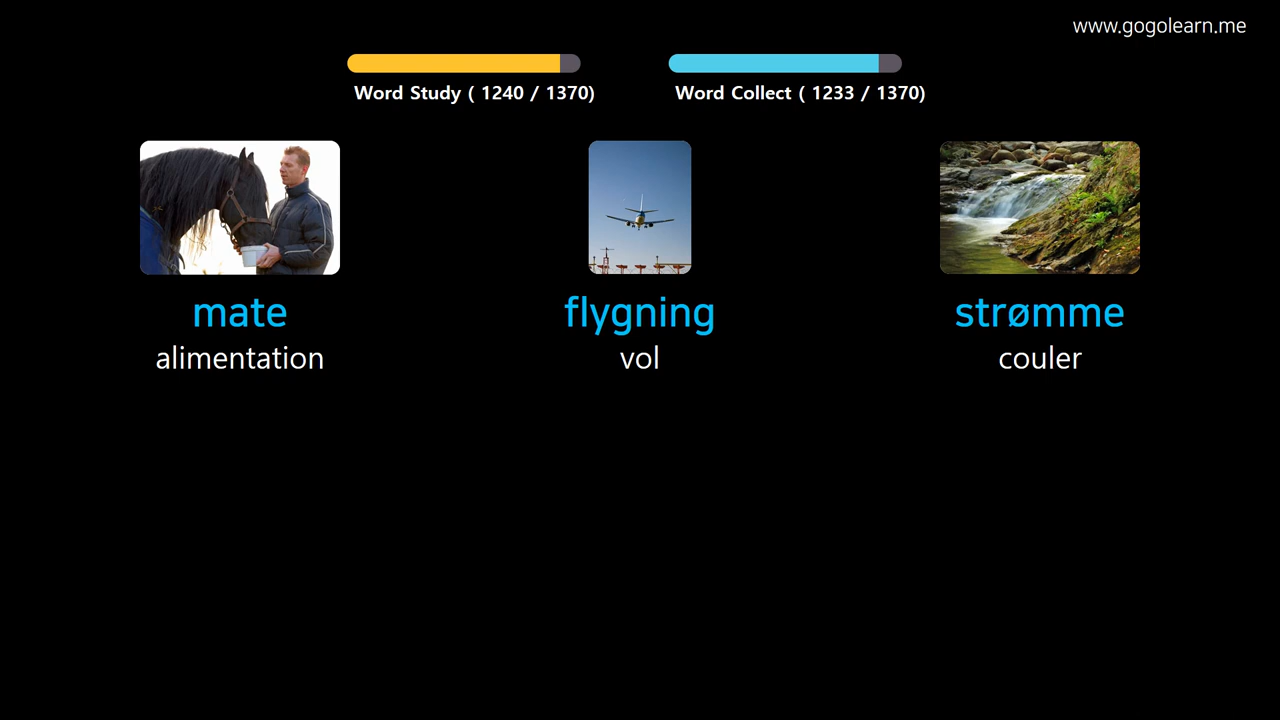 www.gogolearn.me
Word Study ( 1240 / 1370)
Word Collect ( 1233 / 1370)
mate
alimentation
flygning
vol
strømme
couler